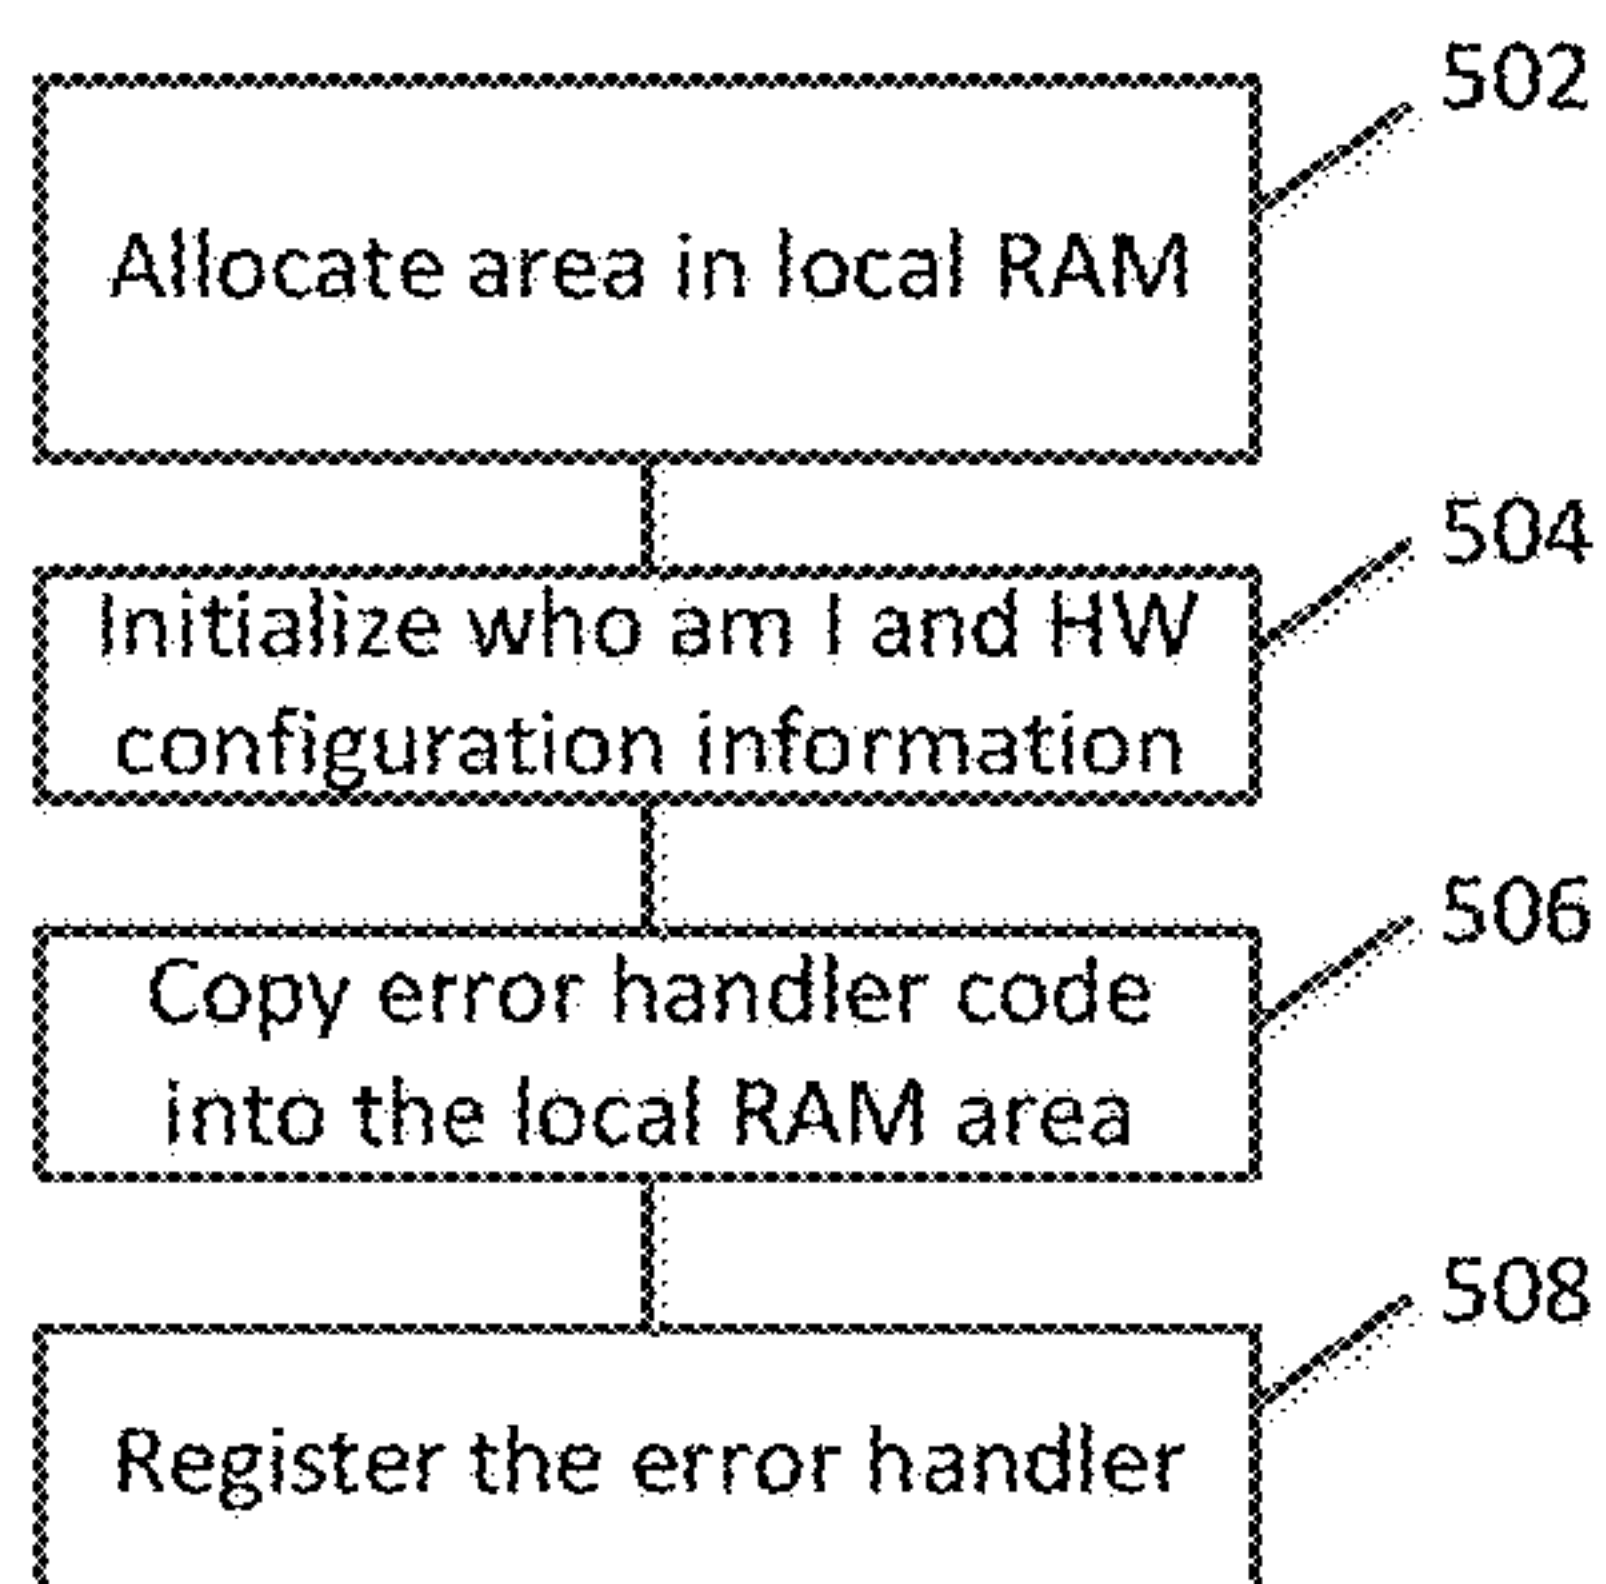 502
Allocate area in local RAM
504
Initialize who am I and HW
configuration information
506
Copy error handler code
into the local RAM area
508
Register the error handler